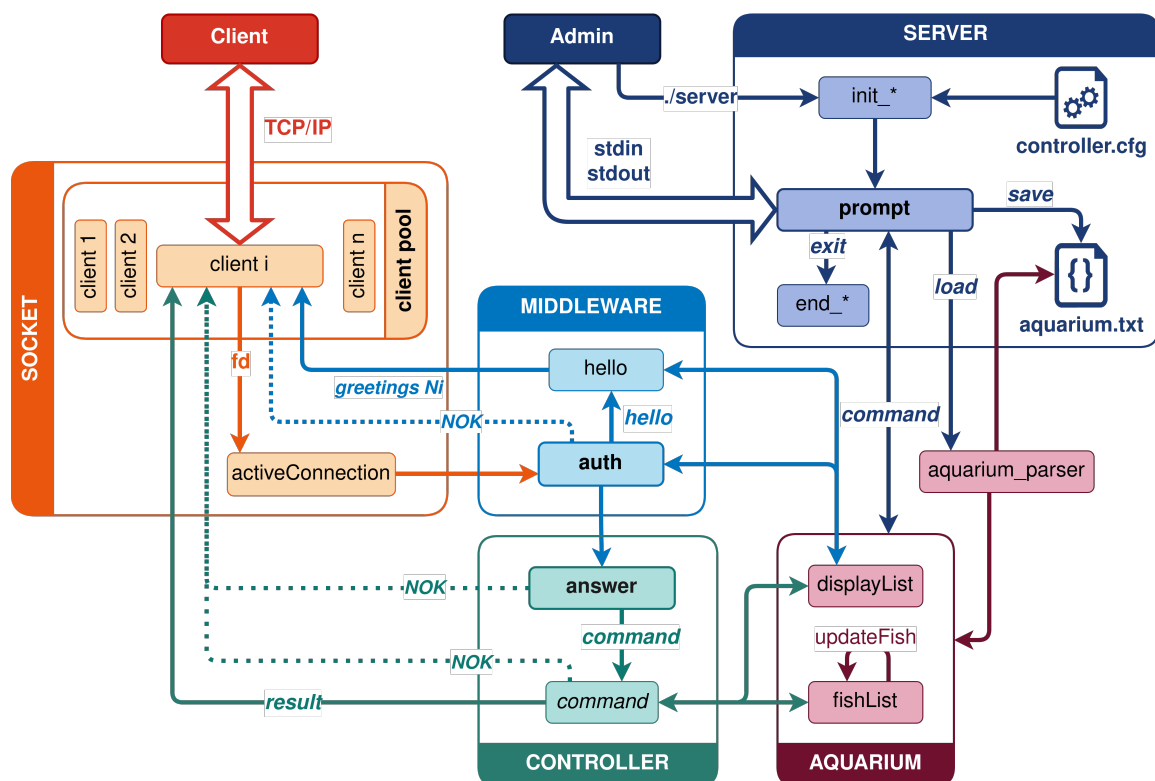 Client
Admin
SERVER
./server
init_*
controller.cfg
TCP/IP
stdin
stdout
prompt
save
exit
load
end_*
aquarium.txt
SOCKET
client 1
client 2
client i
client n
client pool
fd
activeConnection
MIDDLEWARE
hello
greetings Ni
hello
NOK
auth
command
aquarium_parser
answer
NOK
command
NOK
command
result
CONTROLLER
displayList
updateFish
fishList
AQUARIUM
{}